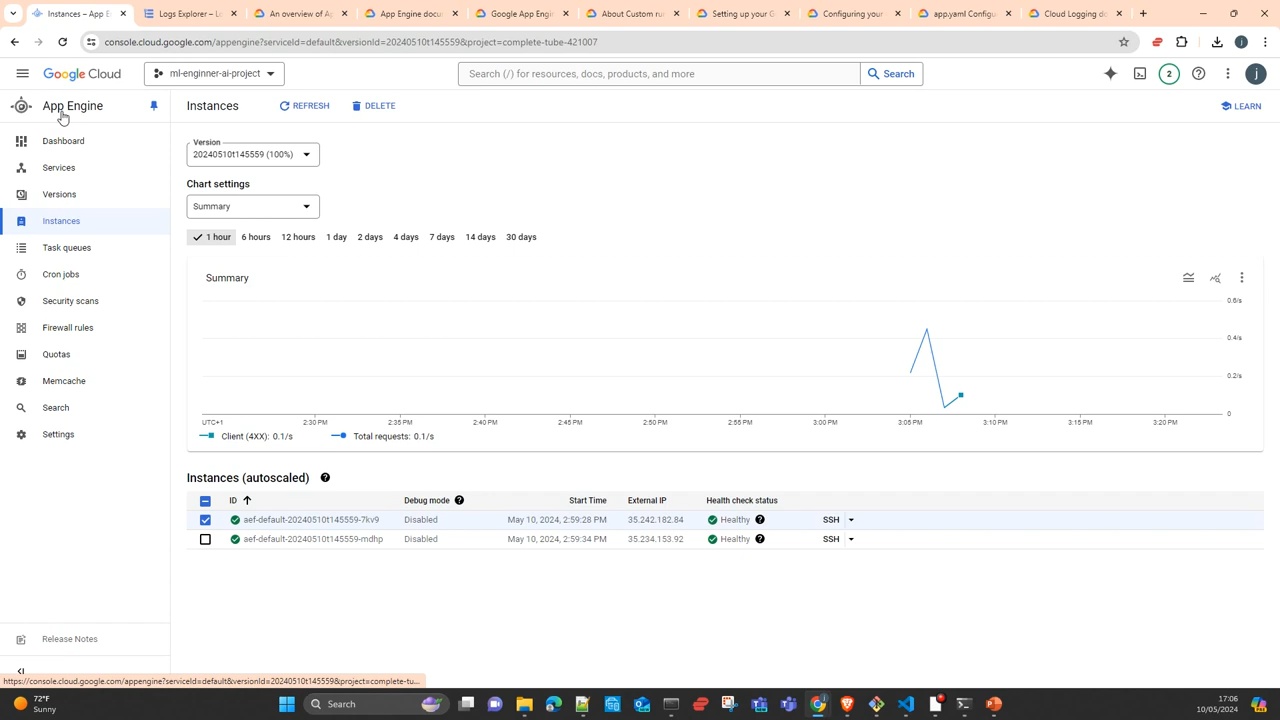 Instances – App E
Logs Explorer – L
An overview of A
App Engine docu
Google App Engin
About Custom ru
Setting up your G
Configuring your
app.yaml Configu
Cloud Logging do
console.cloud.google.com/appengine?serviceId=default&versionId=20240510t145559&project=complete-tube-421007
Google Cloud
ml-enginner-ai-project
Search (/) for resources, docs, products, and more
Search
2
j
App Engine
Instances
REFRESH
DELETE
LEARN
Dashboard
Services
Versions
Instances
Task queues
Cron jobs
Security scans
Firewall rules
Quotas
Memcache
Search
Settings
Release Notes
Version
20240510t145559 (100%)
Chart settings
Summary
1 hour 6 hours 12 hours 1 day 2 days 4 days 7 days 14 days 30 days
Summary
0.6/s
0.4/s
0.2/s
0
UTC+1 2:30 PM 2:35 PM 2:40 PM 2:45 PM 2:50 PM 2:55 PM 3:00 PM 3:05 PM 3:10 PM 3:15 PM 3:20 PM
Client (4XX): 0.1/s Total requests: 0.1/s
Instances (autoscaled)
ID Debug mode Start Time External IP Health check status
aef-default-20240510t145559-7kv9 Disabled May 10, 2024, 2:59:28 PM 35.242.182.84 Healthy SSH
aef-default-20240510t145559-mdhp Disabled May 10, 2024, 2:59:34 PM 35.234.153.92 Healthy SSH
https://console.cloud.google.com/appengine?serviceId=default&versionId=20240510t145559&project=complete-tu...
72°F
Sunny
Search
17:06
10/05/2024